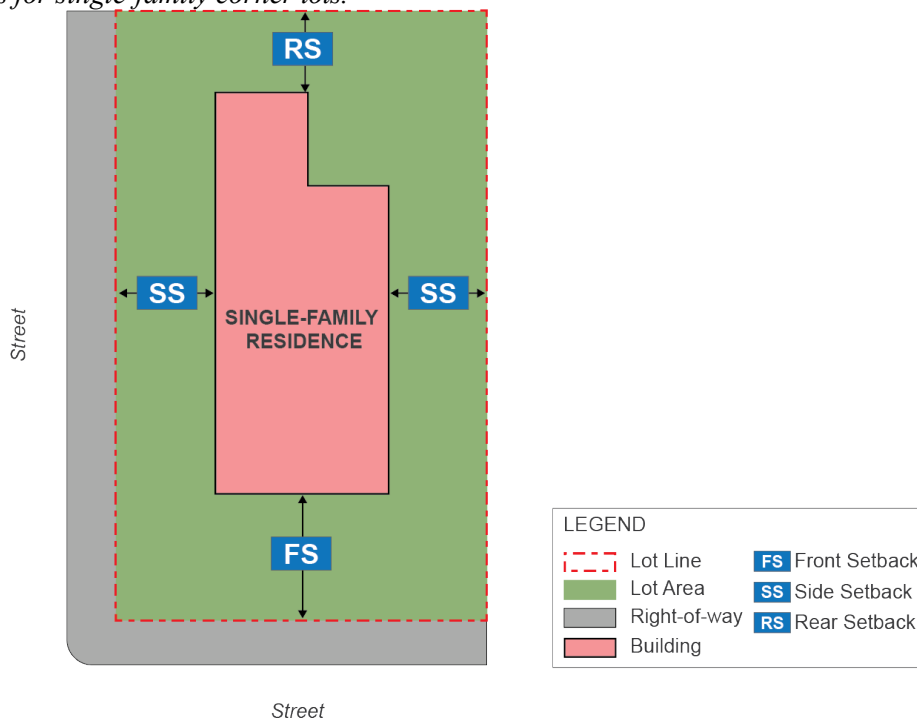 s for single family corner lots.
RS
SS
SS
SINGLE-FAMILY
RESIDENCE
Street
FS
LEGEND
Lot Line
FS Front Setback
Lot Area
SS Side Setback
Right-of-way
RS Rear Setback
Building
Street